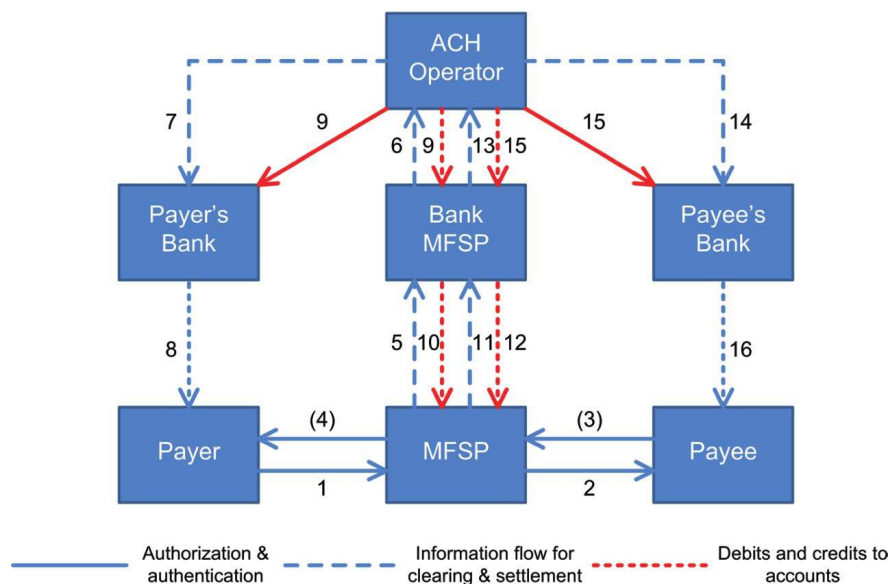 ACH
Operator
7
9
6
9
13
15
15
14
Payer's
Bank
Bank
MFSP
Payee's
Bank
8
5
10
11
12
16
Payer
(4)
MFSP
(3)
Payee
1
2
Authorization &
authentication
Information flow for
clearing & settlement
Debits and credits to
accounts